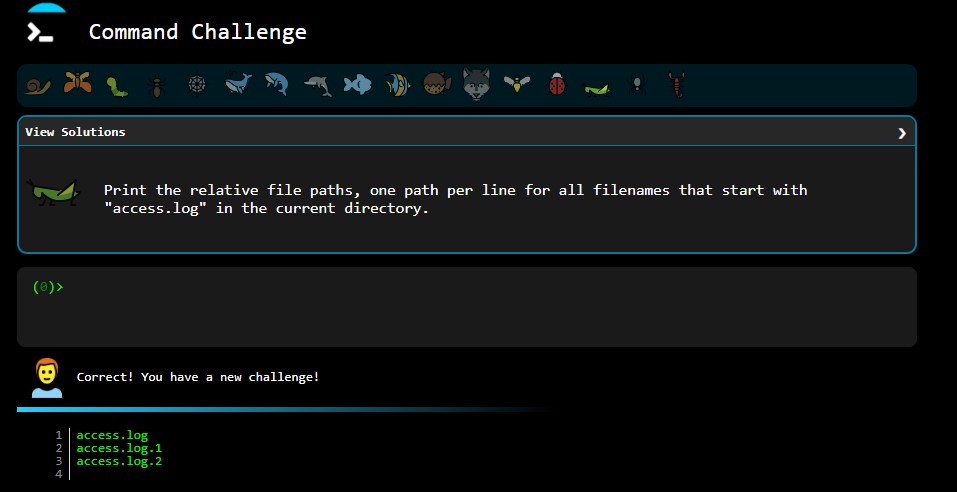 Command Challenge
View Solutions
Print the relative file paths, one path per line for all filenames that start with
"access.log" in the current directory.
(0)>
Correct! You have a new challenge!
1 access.log
2 access.log.1
3 access.log.2
4